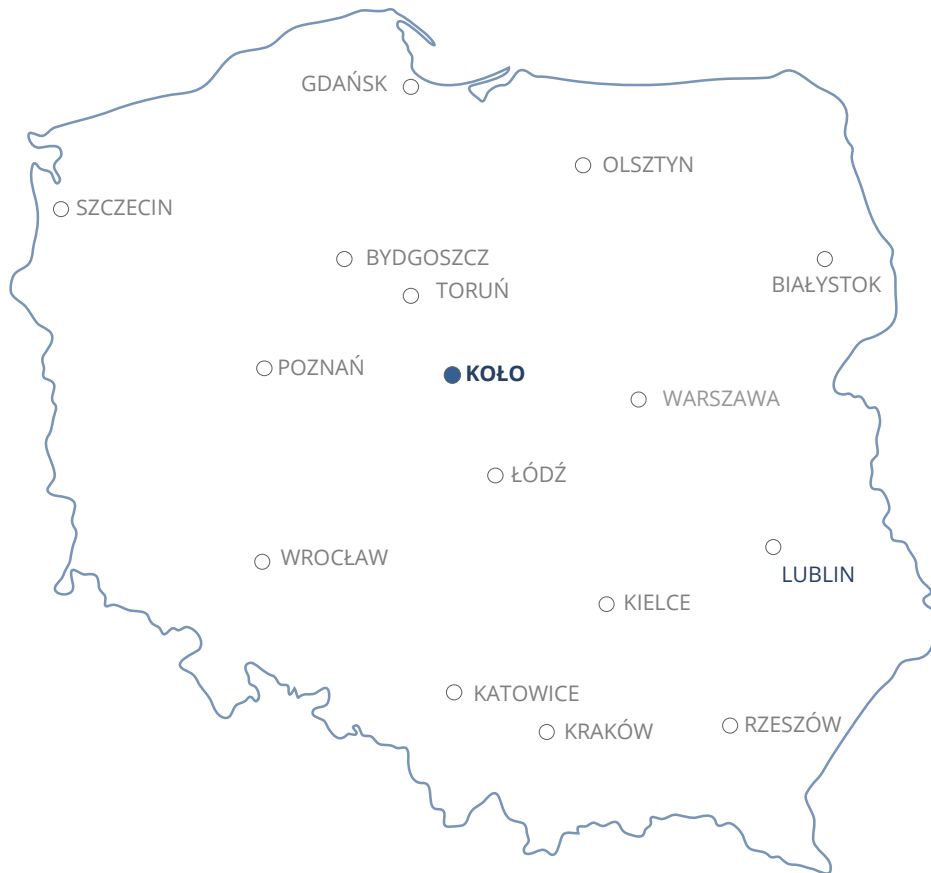 GDAŃSK
OLSZTYN
SZCZECIN
BYDGOSZCZ
BIAŁYSTOK
TORUŃ
POZNAŃ
KOŁO
WARSZAWA
ŁÓDŹ
WROCŁAW
LUBLIN
KIELCE
KATOWICE
RZESZÓW
KRAKÓW